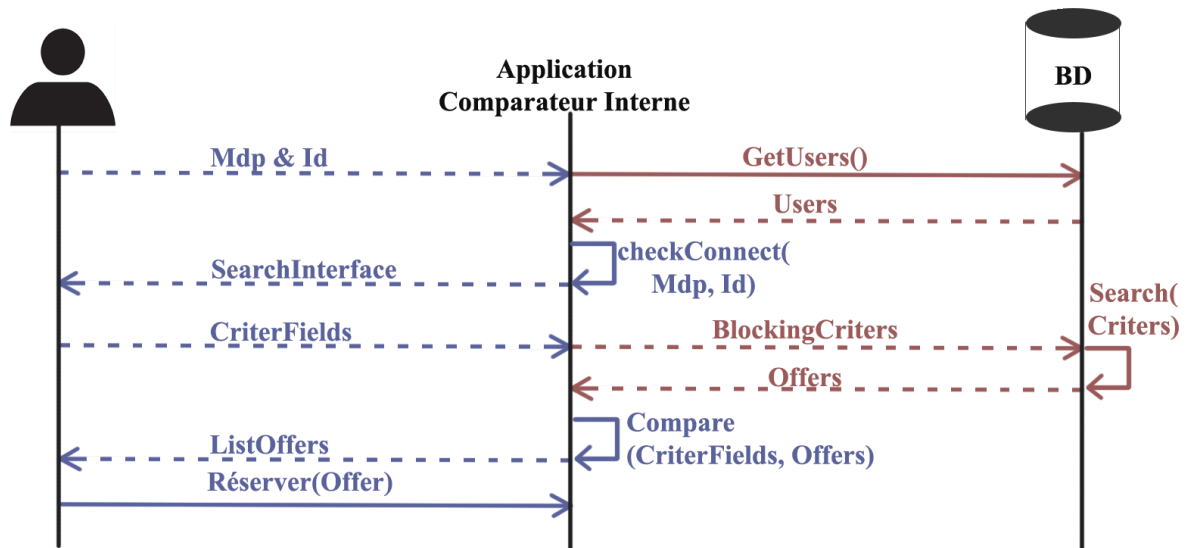 Application
Comparateur Interne
BD
Mdp & Id
GetUsers()
Users
checkConnect(
Mdp, Id)
SearchInterface
Search(
Criters)
CriterFields
BlockingCriters
Offers
Compare
(CriterFields, Offers)
ListOffers
Réserver(Offer)